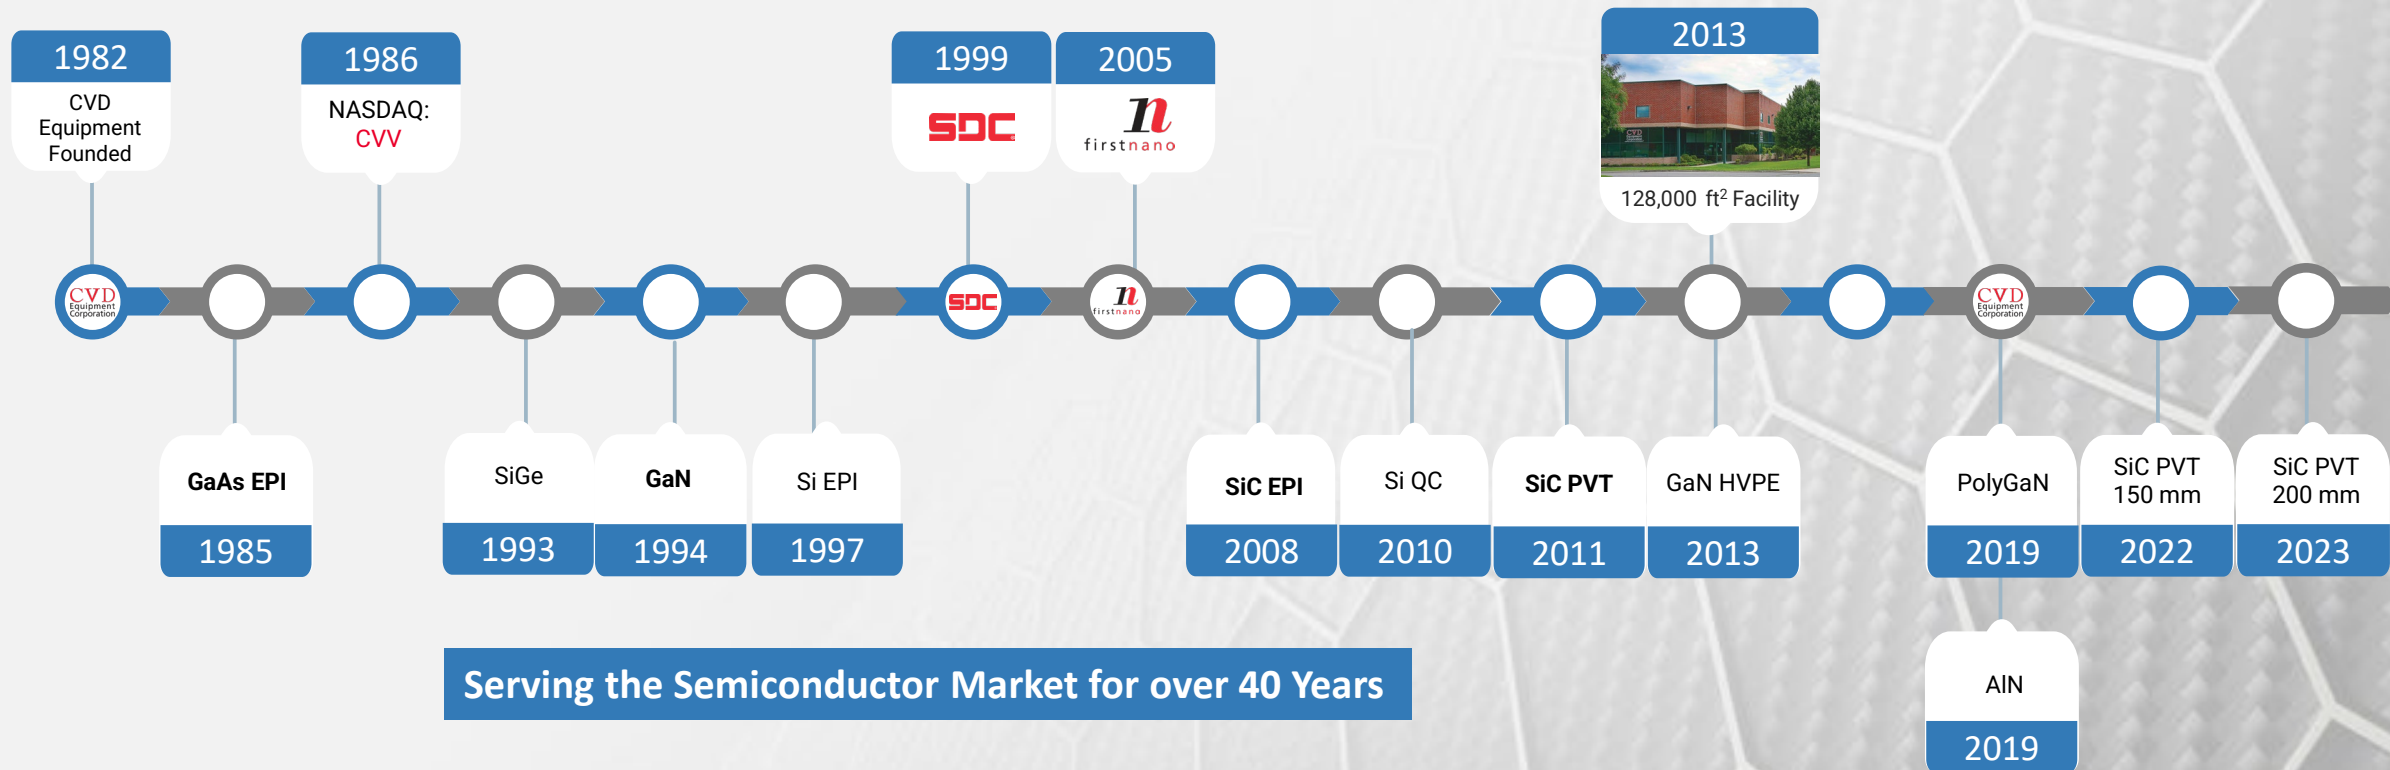 1982
CVD
Equipment
Founded
1986
NASDAQ:
CVV
1999
SDC
2005
n
firstnano
2013
CVD
128,000 ft² Facility
CVD
Equipment
Corporation
SDC
n
firstnano
CVD
Equipment
Corporation
GaAs EPI
1985
SiGe
1993
GaN
1994
Si EPI
1997
SiC EPI
2008
Si QC
2010
SiC PVT
2011
GaN HVPE
2013
PolyGaN
2019
SiC PVT
150 mm
2022
SiC PVT
200 mm
2023
AlN
2019
Serving the Semiconductor Market for over 40 Years